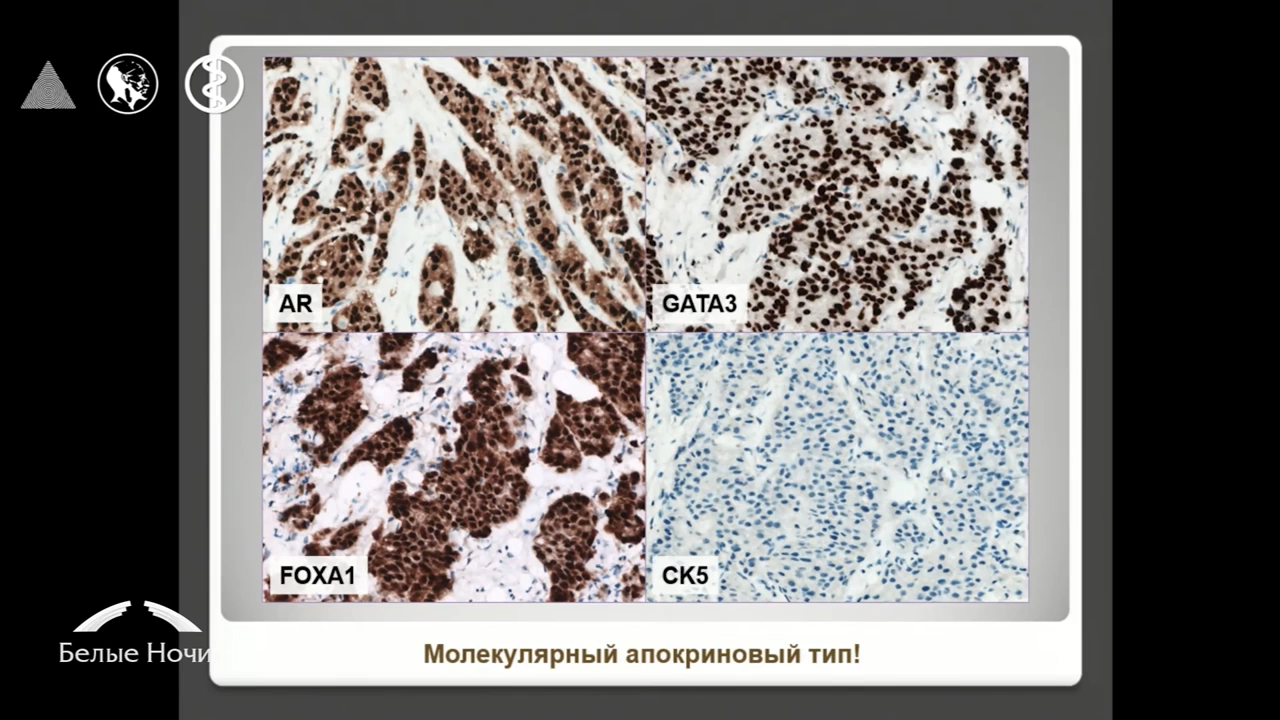 AR
GATA3
FOXA1
CK5
Белые Ночи
Молекулярный апокриновый тип!